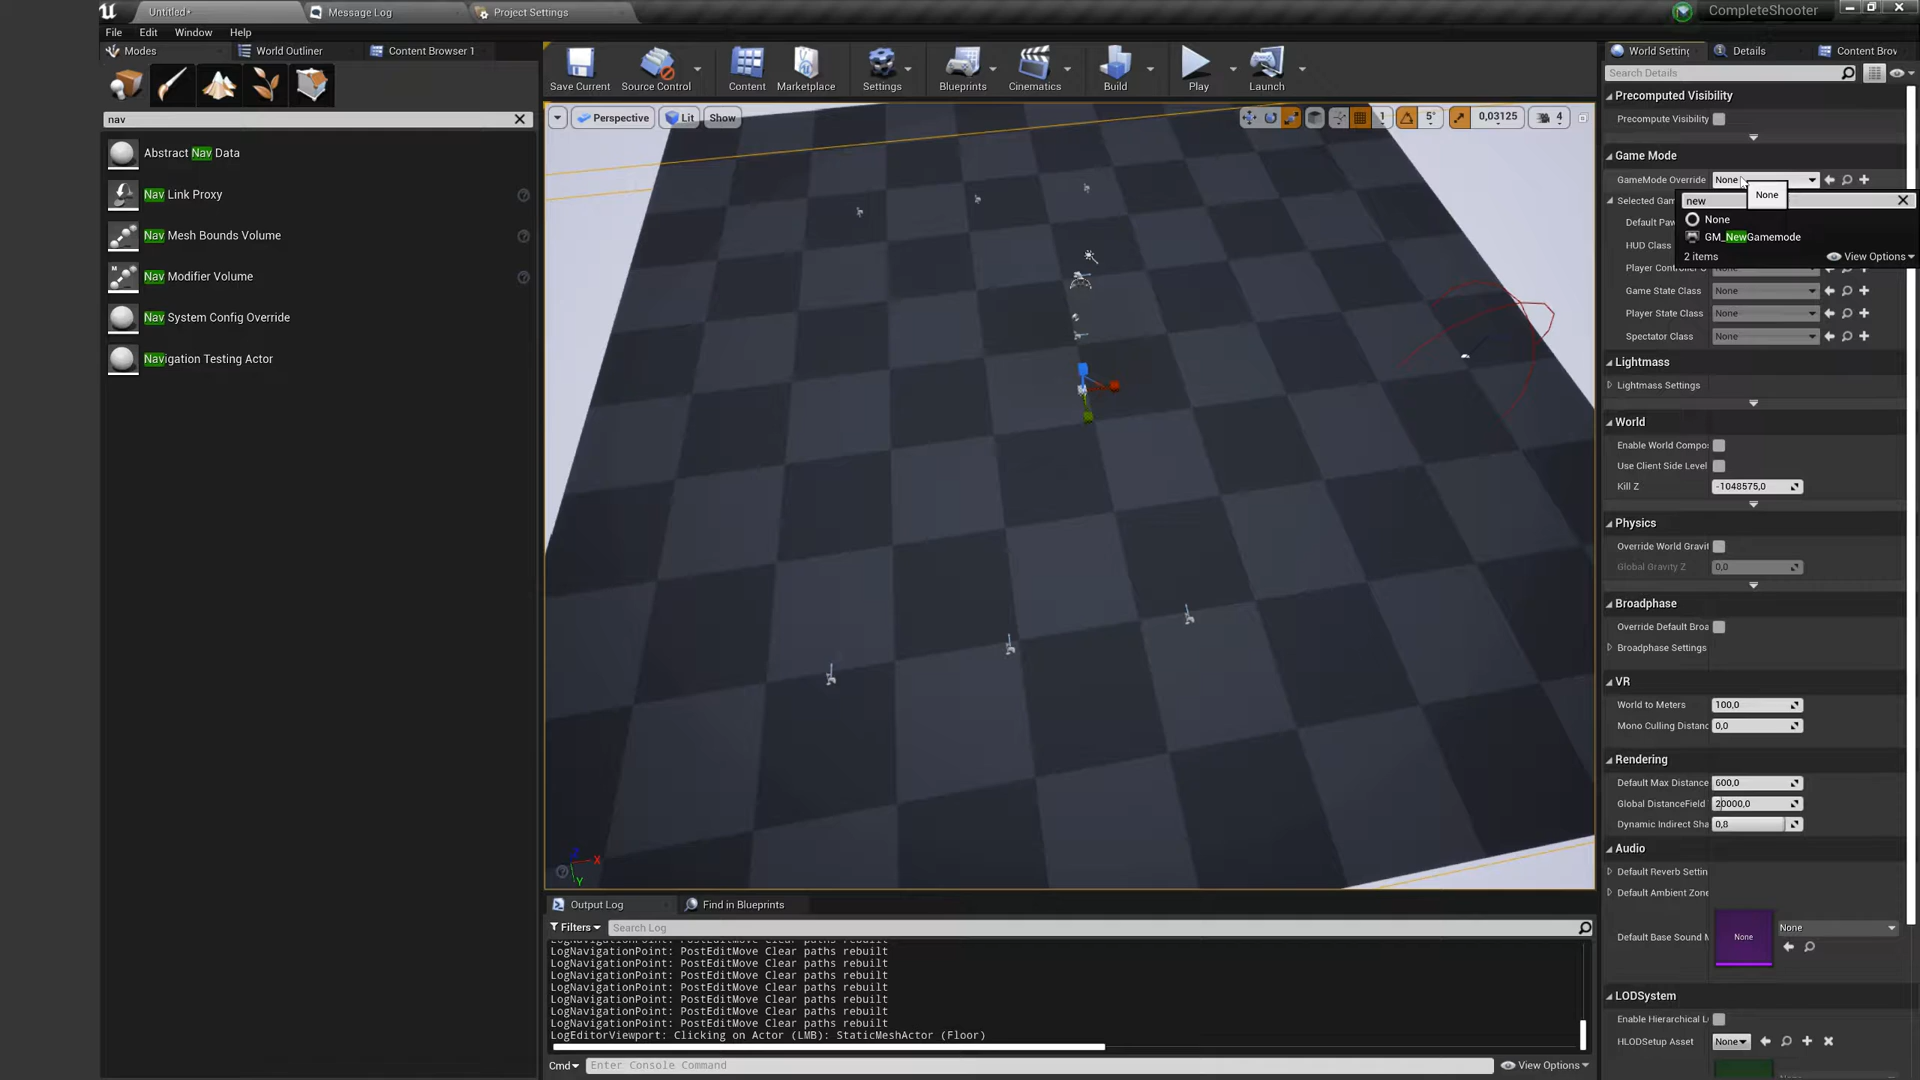 Untitled*
Message Log
Project Settings
CompleteShooter
File Edit Window Help
Modes
World Outliner
Content Browser 1
nav
Abstract Nav Data
Nav Link Proxy
Nav Mesh Bounds Volume
Nav Modifier Volume
Nav System Config Override
Navigation Testing Actor
Save Current
Source Control
Content
Marketplace
Settings
Blueprints
Cinematics
Build
Play
Launch
Perspective
Lit
Show
1
5°
0,03125
4
Z
X
Y
Output Log
Find in Blueprints
Filters
Search Log
LogNavigationPoint: PostEditMove Clear paths rebuilt
LogNavigationPoint: PostEditMove Clear paths rebuilt
LogNavigationPoint: PostEditMove Clear paths rebuilt
LogNavigationPoint: PostEditMove Clear paths rebuilt
LogNavigationPoint: PostEditMove Clear paths rebuilt
LogNavigationPoint: PostEditMove Clear paths rebuilt
LogNavigationPoint: PostEditMove Clear paths rebuilt
LogNavigationPoint: PostEditMove Clear paths rebuilt
LogEditorViewport: Clicking on Actor (LMB): StaticMeshActor (Floor)
Cmd
Enter Console Command
View Options
World Setting
Details
Content Brow
Search Details
Precomputed Visibility
Precompute Visibility
Game Mode
GameMode Override None
None
Selected Gam
new
None
Default Paw
GM_NewGamemode
HUD Class
2 items
View Options
Player Controller C
Game State Class None
Player State Class None
Spectator Class None
Lightmass
Lightmass Settings
World
Enable World Compo
Use Client Side Level
Kill Z -1048575,0
Physics
Override World Gravit
Global Gravity Z 0,0
Broadphase
Override Default Broa
Broadphase Settings
VR
World to Meters 100,0
Mono Culling Distanc 0,0
Rendering
Default Max Distance 600,0
Global DistanceField 20000,0
Dynamic Indirect Sha 0,8
Audio
Default Reverb Settin
Default Ambient Zone
Default Base Sound M None
None
LODSystem
Enable Hierarchical L
HLODSetup Asset None